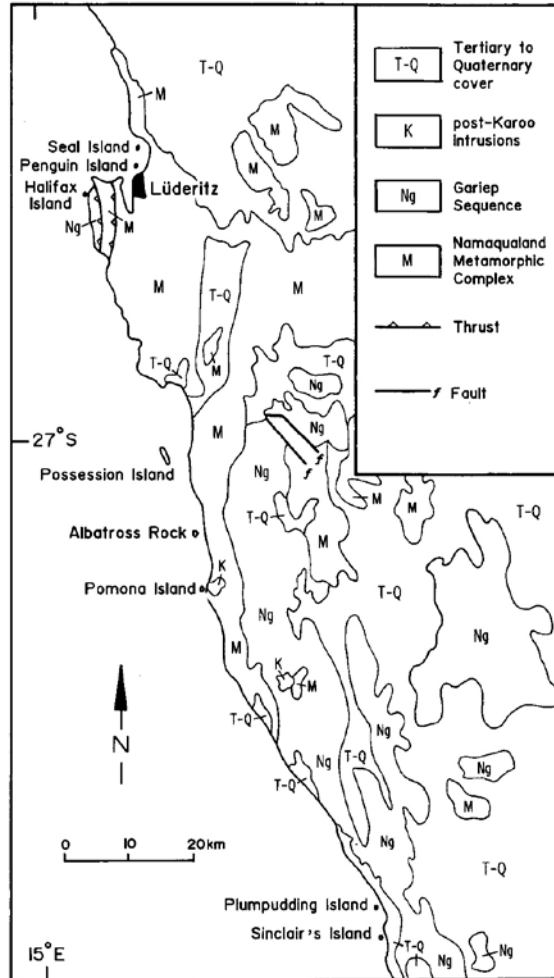 T-Q
Tertiary to
Quaternary
cover
T-Q
M
K
post-Karoo
Intrusions
Seal Island
Penguin Island
Halifax
Island
Lüderitz
M
M
M
Ng
M
Ng
Gariep
Sequence
M
Namaqualand
Metamorphic
Complex
M
T-Q
M
Thrust
T-Q
M
T-Q
Ng
f Fault
27°S
M
Ng
Ng
f
f
Possession Island
M
M
T-Q
T-Q
Albatross Rock
M
K
Pomona Island
T-Q
Ng
Ng
M
K
M
T-Q
N
Ng
T-Q
Ng
T-Q
Ng
M
0 10 20km
Ng
T-Q
Plumpudding Island
Sinclair's Island
T-Q
Ng
Ng
15°E